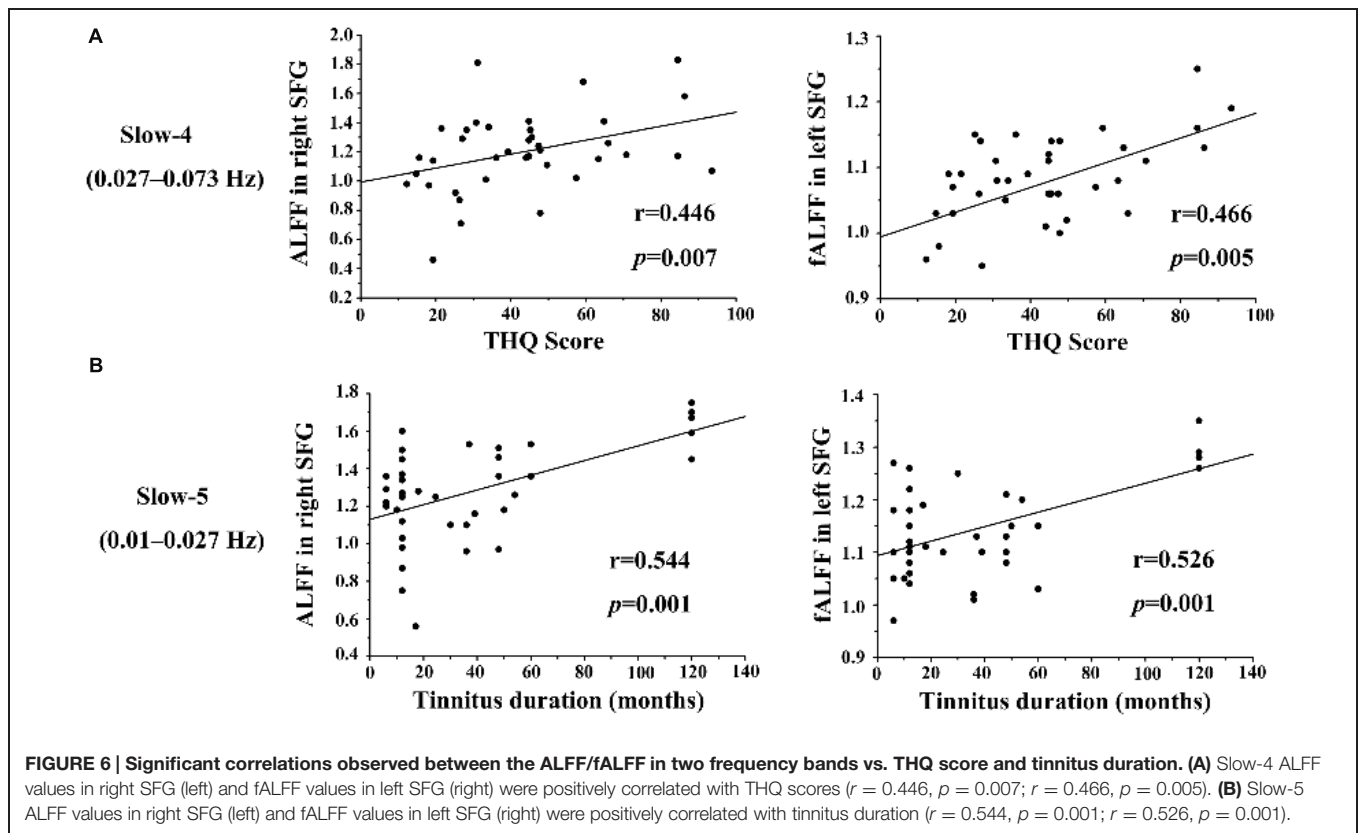 A
Slow-4
(0.027–0.073 Hz)
ALFF in right SFG
2.0
1.8
1.6
1.4
1.2
1.0
0.8
0.6
0.4
0.2
0 20 40 60 80 100
THQ Score
r=0.446
p=0.007
fALFF in left SFG
1.3
1.2
1.1
1.0
0.9
0 20 40 60 80 100
THQ Score
r=0.466
p=0.005
B
Slow-5
(0.01–0.027 Hz)
ALFF in right SFG
1.8
1.6
1.4
1.2
1.0
0.8
0.6
0.4
0 20 40 60 80 100 120 140
Tinnitus duration (months)
r=0.544
p=0.001
fALFF in left SFG
1.4
1.3
1.2
1.1
1.0
0.9
0 20 40 60 80 100 120 140
Tinnitus duration (months)
r=0.526
p=0.001
FIGURE 6 | Significant correlations observed between the ALFF/fALFF in two frequency bands vs. THQ score and tinnitus duration. (A) Slow-4 ALFF
values in right SFG (left) and fALFF values in left SFG (right) were positively correlated with THQ scores (r = 0.446, p = 0.007; r = 0.466, p = 0.005). (B) Slow-5
ALFF values in right SFG (left) and fALFF values in left SFG (right) were positively correlated with tinnitus duration (r = 0.544, p = 0.001; r = 0.526, p = 0.001).